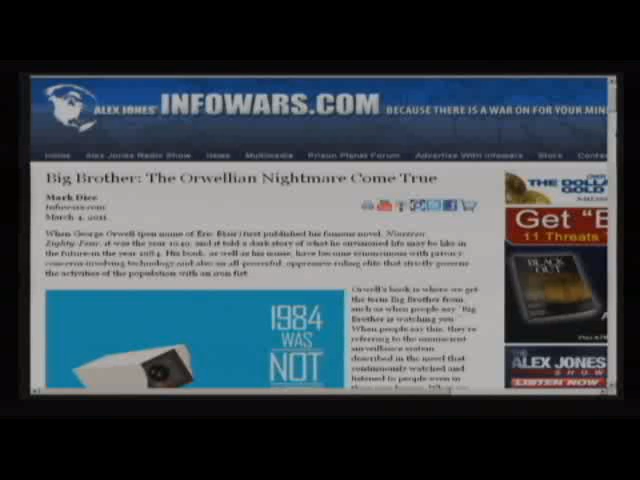 ALEX JONES' INFOWARS.COM BECAUSE THERE IS A WAR ON FOR YOUR MIN
Home Alex Jones Radio Show News Multimedia Prison Planet Forum Advertise With Infowars Store Contac
Big Brother: The Orwellian Nightmare Come True
Mark Dice
Infowars.com
March 4, 2011
When George Orwell (pen name of Eric Blair) first published his famous novel, Nineteen
Eighty-Four, it was the year 1949, and it told a dark story of what he envisioned life may be like in
the future in the year 1984. His book, as well as his name, have become synonymous with privacy
concerns involving technology and also an all-powerful, oppressive ruling elite that strictly governs
the activities of the population with an iron fist
1984
WAS
NOT
Orwell's book is where we get
the term Big Brother from,
such as when people say "Big
Brother is watching you."
When people say this, they're
referring to the omniscient
surveillance system
described in the novel that
continuously watched and
listened to people even in
THE DOLLA
GOLD
Get "B
11 Threats
BLACK
OUT
ALEX JONES
SHOW
LISTEN NOW